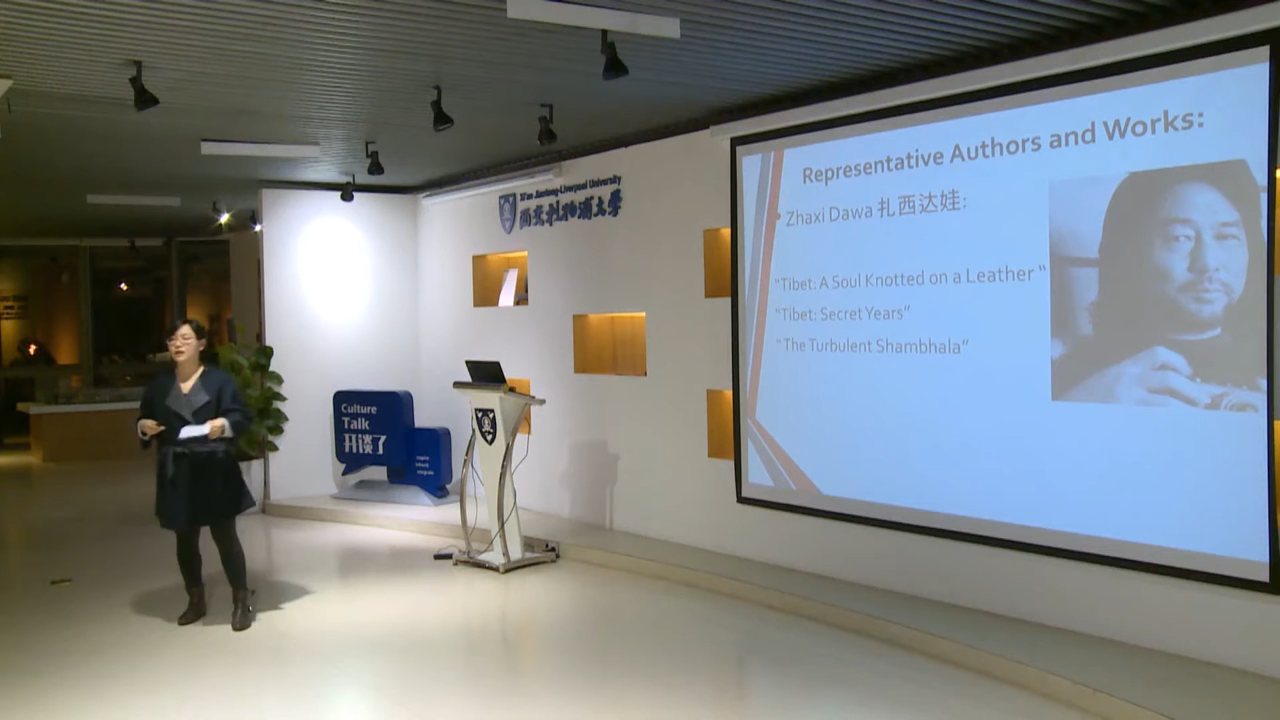 Xi'an Jiaotong-Liverpool University
西交利物浦大學
Culture
Talk
开谈了
Representative Authors and Works:
• Zhaxi Dawa 扎西达娃:
"Tibet: A Soul Knotted on a Leather "
"Tibet: Secret Years"
" The Turbulent Shambhala"